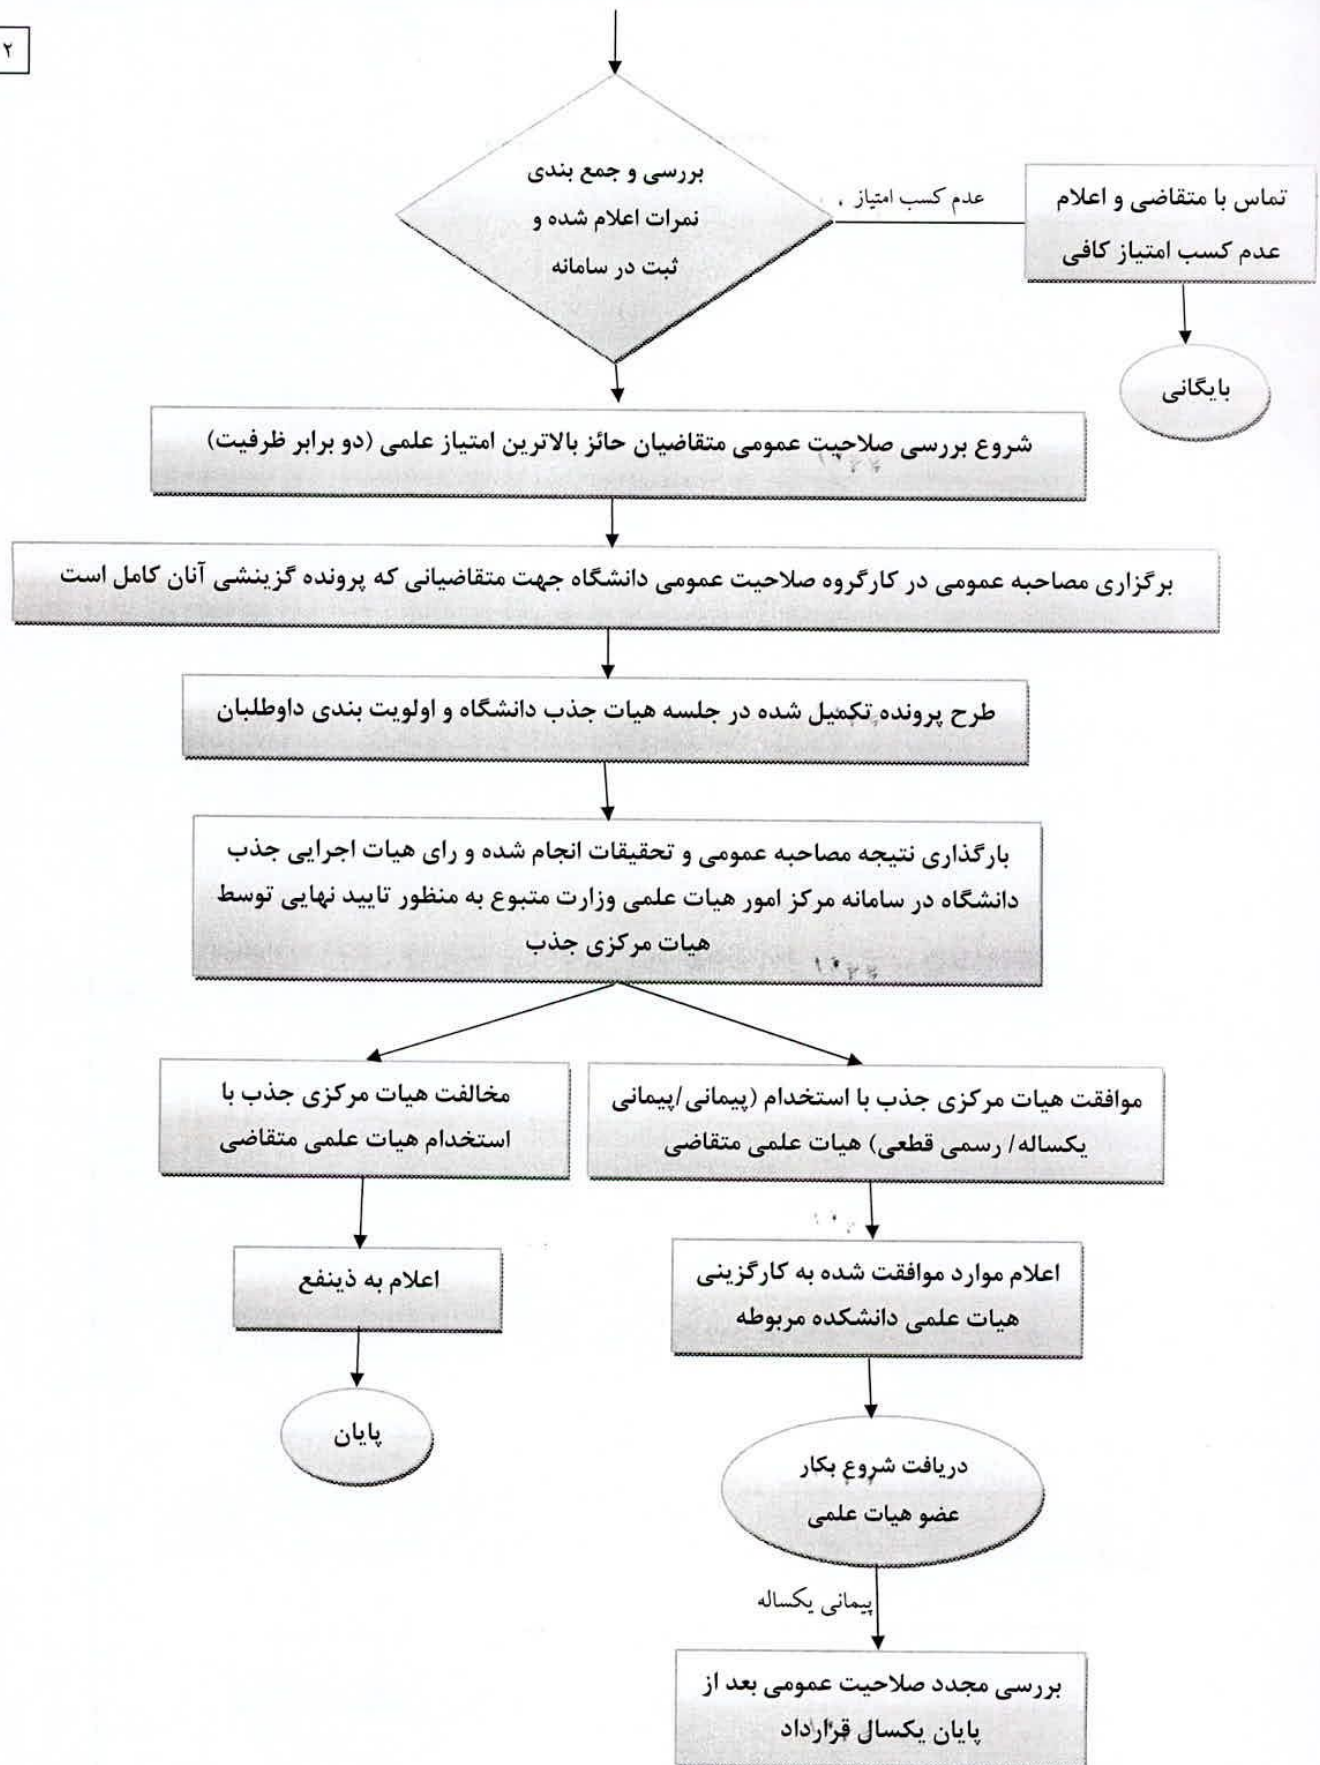 ۲
بررسی و جمع بندی
نمرات اعلام شده و
ثبت در سامانه
عدم کسب امتیاز
تماس با متقاضی و اعلام
عدم کسب امتیاز کافی
بایگانی
شروع بررسی صلاحیت عمومی متقاضیان حائز بالاترین امتیاز علمی (دو برابر ظرفیت)
برگزاری مصاحبه عمومی در کارگروه صلاحیت عمومی دانشگاه جهت متقاضیانی که پرونده گزینشی آنان کامل است
طرح پرونده تکمیل شده در جلسه هیات جذب دانشگاه و اولویت بندی داوطلبان
بارگذاری نتیجه مصاحبه عمومی و تحقیقات انجام شده و رای هیات اجرایی جذب
دانشگاه در سامانه مرکز امور هیات علمی وزارت متبوع به منظور تایید نهایی توسط
هیات مرکزی جذب
موافقت هیات مرکزی جذب با استخدام (پیمانی/پیمانی
یکساله/ رسمی قطعی) هیات علمی متقاضی
مخالفت هیات مرکزی جذب با
استخدام هیات علمی متقاضی
اعلام موارد موافقت شده به کارگزینی
هیات علمی دانشکده مربوطه
اعلام به ذینفع
پایان
دریافت شروع بکار
عضو هیات علمی
پیمانی یکساله
بررسی مجدد صلاحیت عمومی بعد از
پایان یکسال قرارداد